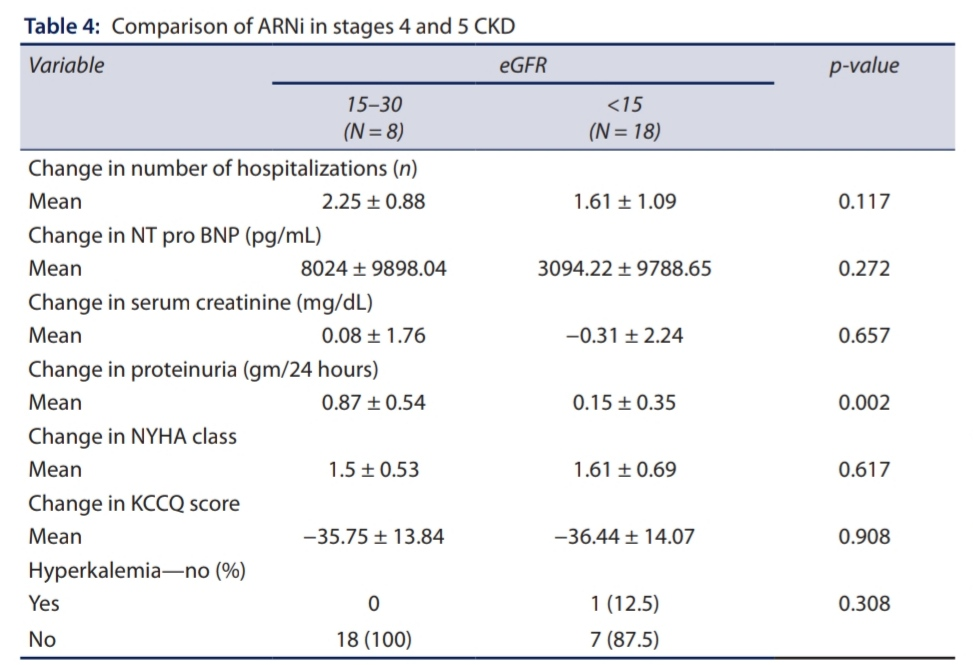 Table 4: Comparison of ARNi in stages 4 and 5 CKD
Variable eGFR p-value
15–30 <15
(N = 8) (N = 18)
Change in number of hospitalizations (n)
Mean 2.25 ± 0.88 1.61 ± 1.09 0.117
Change in NT pro BNP (pg/mL)
Mean 8024 ± 9898.04 3094.22 ± 9788.65 0.272
Change in serum creatinine (mg/dL)
Mean 0.08 ± 1.76 −0.31 ± 2.24 0.657
Change in proteinuria (gm/24 hours)
Mean 0.87 ± 0.54 0.15 ± 0.35 0.002
Change in NYHA class
Mean 1.5 ± 0.53 1.61 ± 0.69 0.617
Change in KCCQ score
Mean −35.75 ± 13.84 −36.44 ± 14.07 0.908
Hyperkalemia—no (%)
Yes 0 1 (12.5) 0.308
No 18 (100) 7 (87.5)